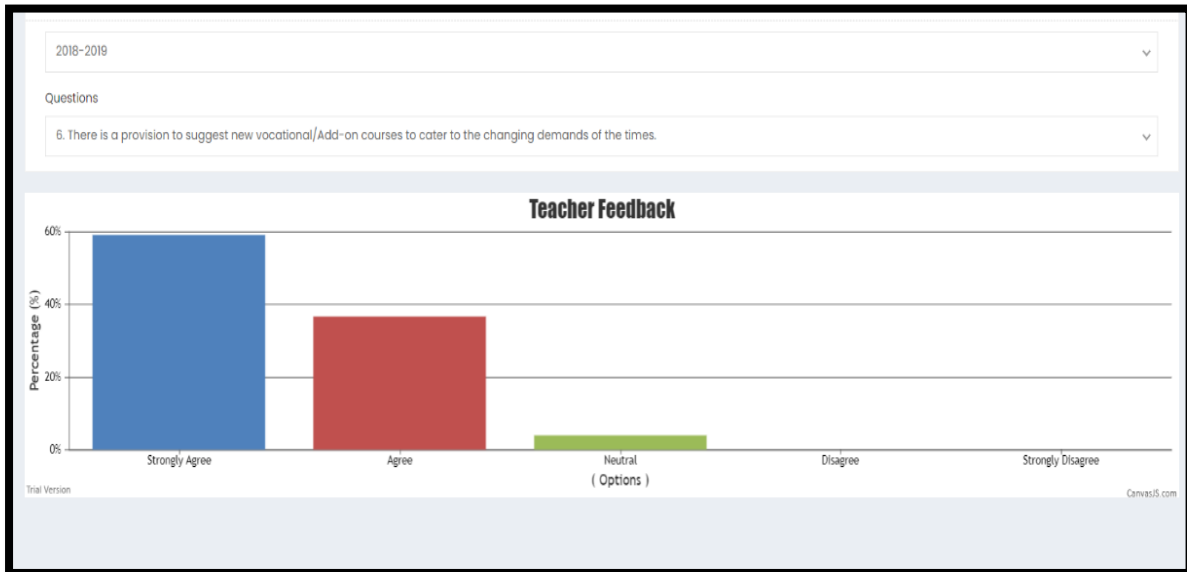 2018-2019
Questions
6. There is a provision to suggest new vocational/Add-on courses to cater to the changing demands of the times.
Teacher Feedback
60%
40%
20%
0%
Percentage (%)
Strongly Agree
Agree
Neutral
Disagree
Strongly Disagree
( Options )
Trial Version
CanvasJS.com